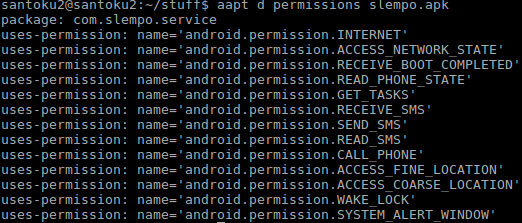 santoku2@santoku2:~/stuff$ aapt d permissions slempo.apk
package: com.slempo.service
uses-permission: name='android.permission.INTERNET'
uses-permission: name='android.permission.ACCESS_NETWORK_STATE'
uses-permission: name='android.permission.RECEIVE_BOOT_COMPLETED'
uses-permission: name='android.permission.READ_PHONE_STATE'
uses-permission: name='android.permission.GET_TASKS'
uses-permission: name='android.permission.RECEIVE_SMS'
uses-permission: name='android.permission.SEND_SMS'
uses-permission: name='android.permission.READ_SMS'
uses-permission: name='android.permission.CALL_PHONE'
uses-permission: name='android.permission.ACCESS_FINE_LOCATION'
uses-permission: name='android.permission.ACCESS_COARSE_LOCATION'
uses-permission: name='android.permission.WAKE_LOCK'
uses-permission: name='android.permission.SYSTEM_ALERT_WINDOW'